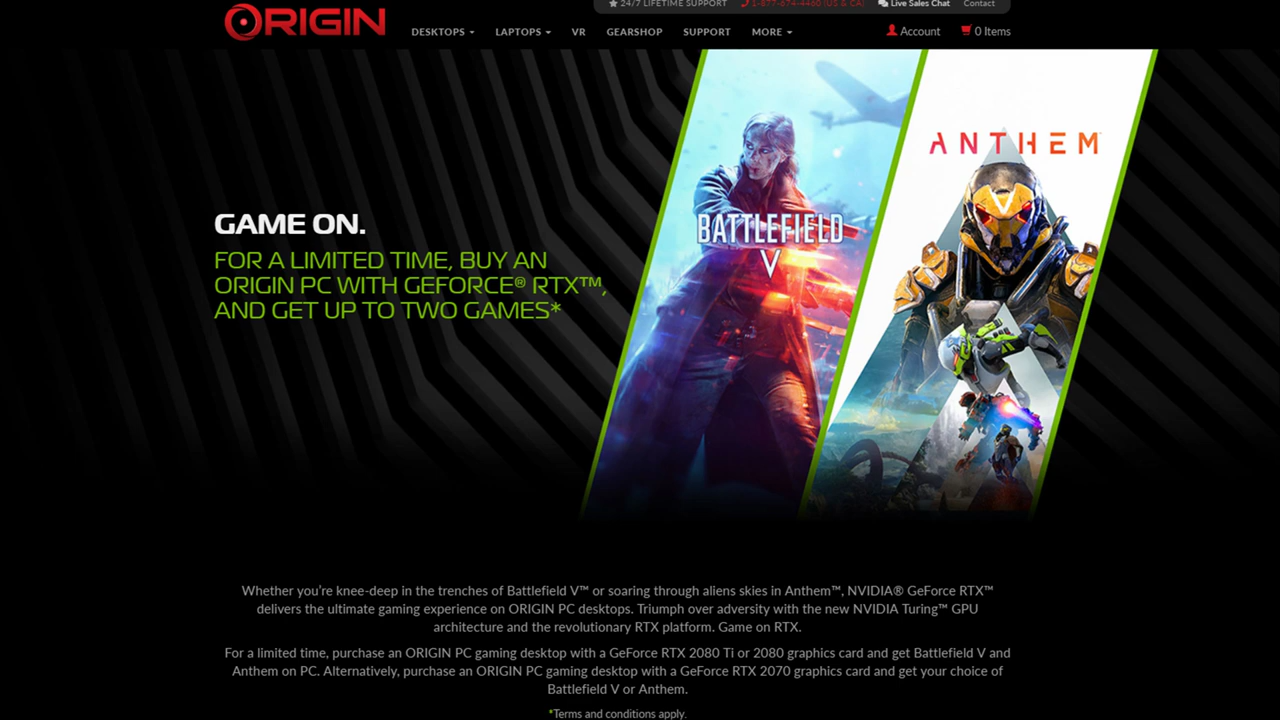 ORIGIN
24/7 LIFETIME SUPPORT 1-877-674-4460 (US & CA) Live Sales Chat Contact
DESKTOPS LAPTOPS VR GEARSHOP SUPPORT MORE Account 0 Items
ANTHEM
BATTLEFIELD
V
GAME ON.
FOR A LIMITED TIME, BUY AN
ORIGIN PC WITH GEFORCE® RTX™,
AND GET UP TO TWO GAMES*
Whether you're knee-deep in the trenches of Battlefield V™ or soaring through aliens skies in Anthem™, NVIDIA® GeForce RTX™
delivers the ultimate gaming experience on ORIGIN PC desktops. Triumph over adversity with the new NVIDIA Turing™ GPU
architecture and the revolutionary RTX platform. Game on RTX.
For a limited time, purchase an ORIGIN PC gaming desktop with a GeForce RTX 2080 Ti or 2080 graphics card and get Battlefield V and
Anthem on PC. Alternatively, purchase an ORIGIN PC gaming desktop with a GeForce RTX 2070 graphics card and get your choice of
Battlefield V or Anthem.
*Terms and conditions apply.